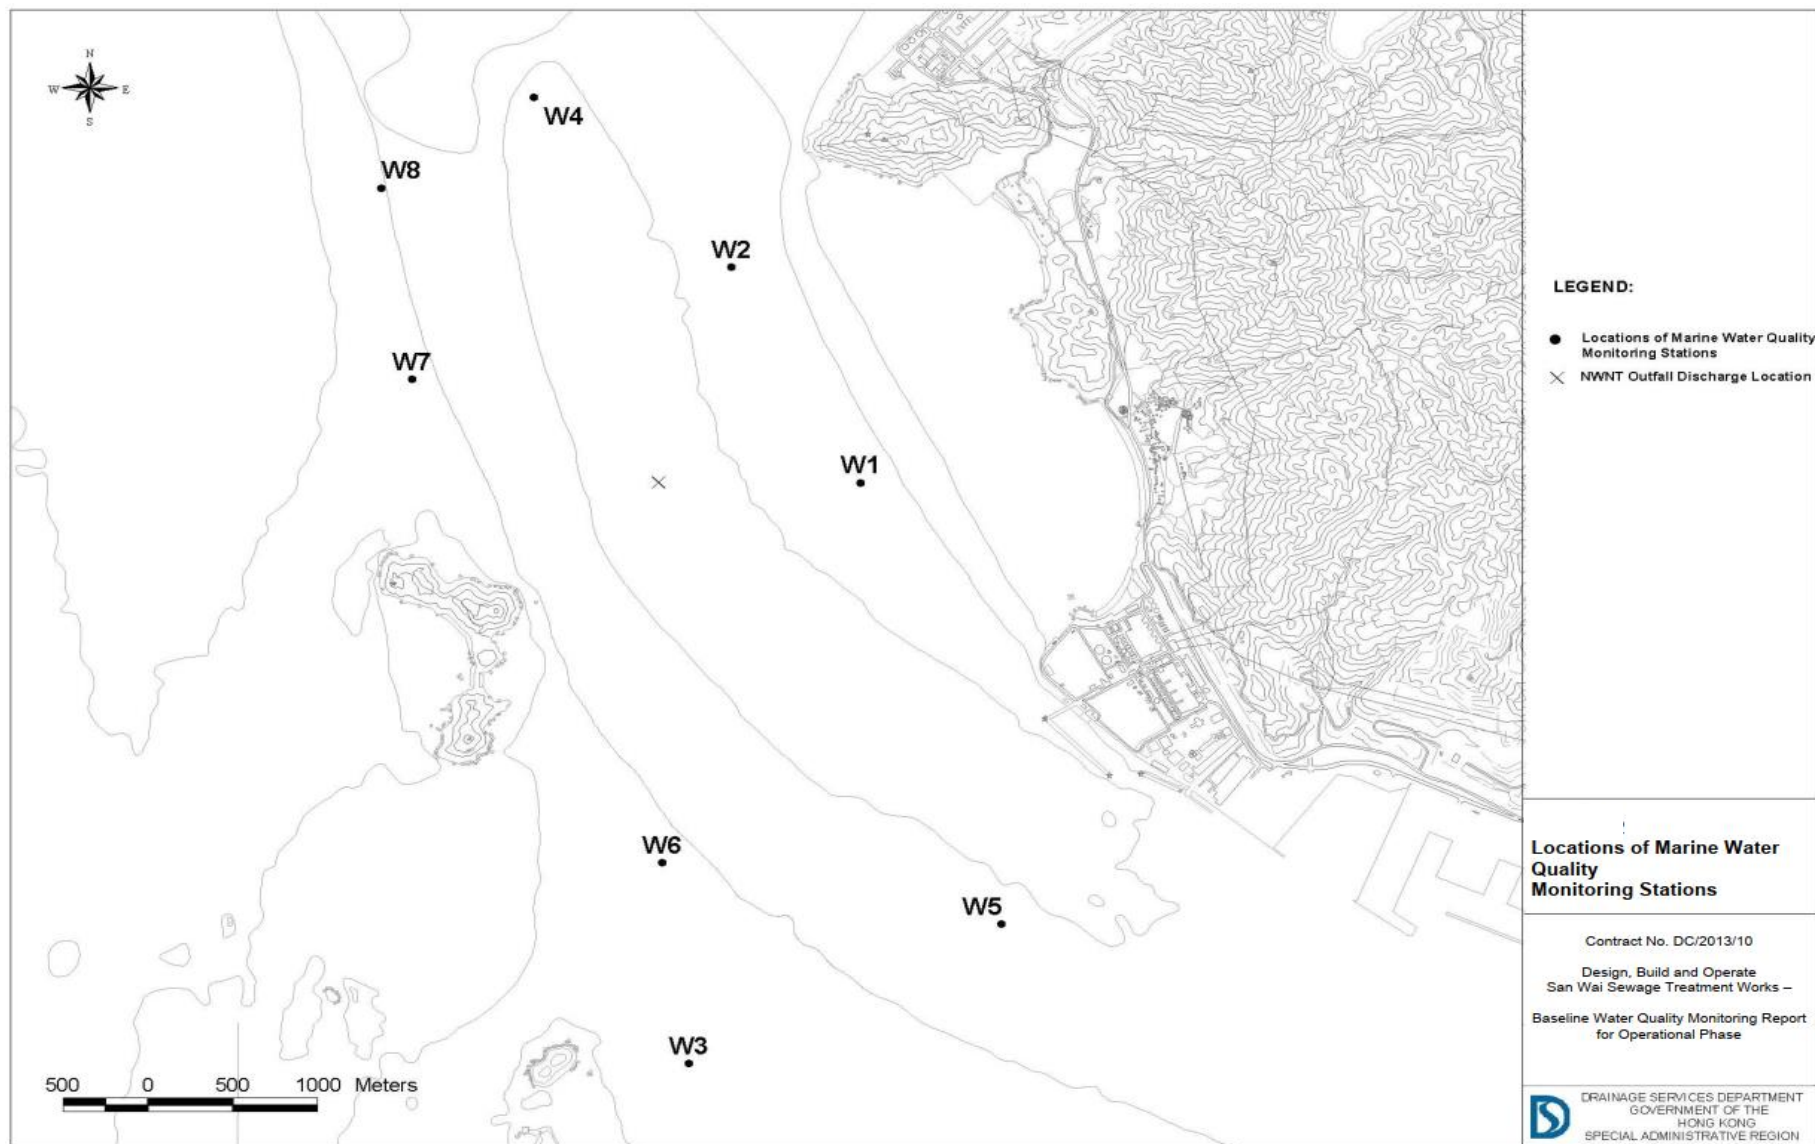 N
W E
S
W4
W8
W2
W7
W1
W6
W5
W3
500 0 500 1000 Meters
LEGEND:
Locations of Marine Water Quality
Monitoring Stations
NWNT Outfall Discharge Location
Locations of Marine Water
Quality
Monitoring Stations
Contract No. DC/2013/10
Design, Build and Operate
San Wai Sewage Treatment Works –
Baseline Water Quality Monitoring Report
for Operational Phase
DRAINAGE SERVICES DEPARTMENT
GOVERNMENT OF THE
HONG KONG
SPECIAL ADMINISTRATIVE REGION